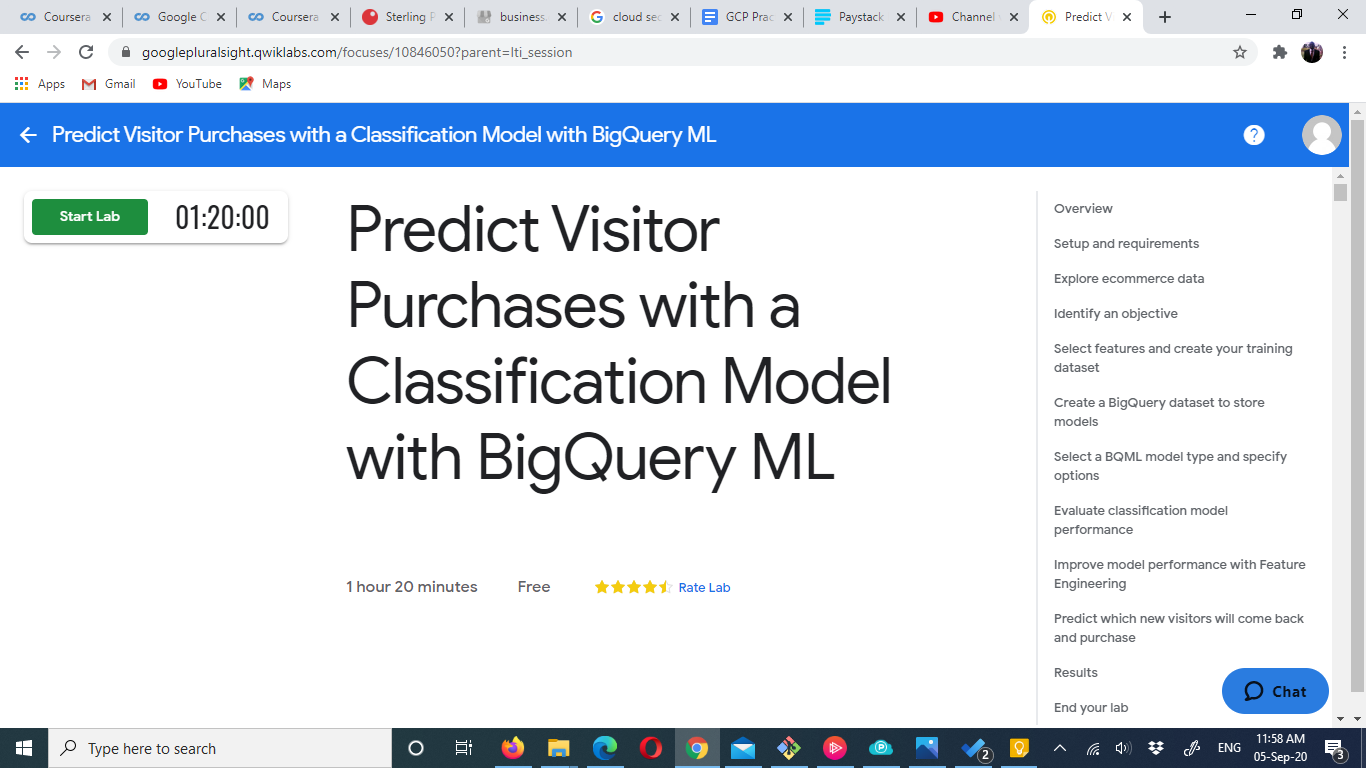 Coursera
Google C
Coursera
Sterling P
business.
cloud sec
GCP Prac
Paystack
Channel
Predict V
googlepluralsight.qwiklabs.com/focuses/10846050?parent=lti_session
Apps
Gmail
YouTube
Maps
Predict Visitor Purchases with a Classification Model with BigQuery ML
Start Lab
01:20:00
Predict Visitor
Purchases with a
Classification Model
with BigQuery ML
1 hour 20 minutes
Free
Rate Lab
Overview
Setup and requirements
Explore ecommerce data
Identify an objective
Select features and create your training
dataset
Create a BigQuery dataset to store
models
Select a BQML model type and specify
options
Evaluate classification model
performance
Improve model performance with Feature
Engineering
Predict which new visitors will come back
and purchase
Results
End your lab
Chat
Type here to search
2
ENG
11:58 AM
05-Sep-20
3